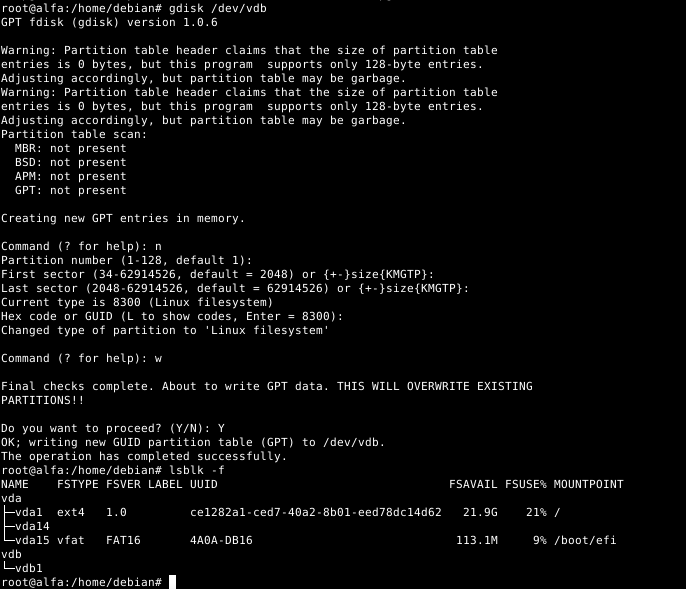 root@alfa:/home/debian# gdisk /dev/vdb
GPT fdisk (gdisk) version 1.0.6

Warning: Partition table header claims that the size of partition table
entries is 0 bytes, but this program  supports only 128-byte entries.
Adjusting accordingly, but partition table may be garbage.
Warning: Partition table header claims that the size of partition table
entries is 0 bytes, but this program  supports only 128-byte entries.
Adjusting accordingly, but partition table may be garbage.
Partition table scan:
  MBR: not present
  BSD: not present
  APM: not present
  GPT: not present

Creating new GPT entries in memory.

Command (? for help): n
Partition number (1-128, default 1):
First sector (34-62914526, default = 2048) or {+-}size{KMGTP}:
Last sector (2048-62914526, default = 62914526) or {+-}size{KMGTP}:
Current type is 8300 (Linux filesystem)
Hex code or GUID (L to show codes, Enter = 8300):
Changed type of partition to 'Linux filesystem'

Command (? for help): w

Final checks complete. About to write GPT data. THIS WILL OVERWRITE EXISTING
PARTITIONS!!

Do you want to proceed? (Y/N): Y
OK; writing new GUID partition table (GPT) to /dev/vdb.
The operation has completed successfully.
root@alfa:/home/debian# lsblk -f
NAME    FSTYPE FSVER LABEL UUID                                 FSAVAIL FSUSE% MOUNTPOINT
vda
├─vda1  ext4   1.0         ce1282a1-ced7-40a2-8b01-eed78dc14d62   21.9G    21% /
├─vda14
└─vda15 vfat   FAT16       4A0A-DB16                             113.1M     9% /boot/efi
vdb
└─vdb1
root@alfa:/home/debian#